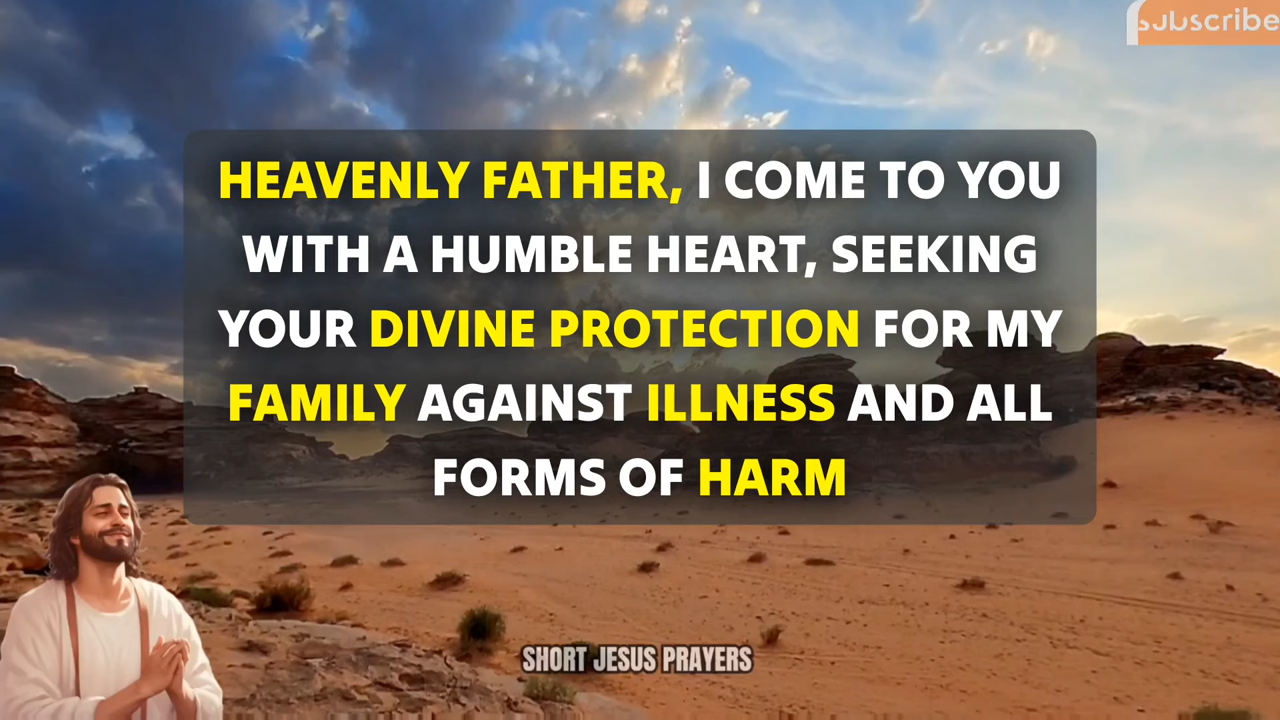 subscribe
HEAVENLY FATHER, I COME TO YOU
WITH A HUMBLE HEART, SEEKING
YOUR DIVINE PROTECTION FOR MY
FAMILY AGAINST ILLNESS AND ALL
FORMS OF HARM
SHORT JESUS PRAYERS